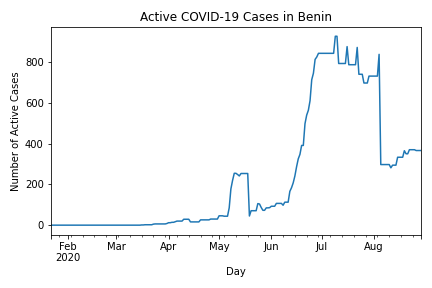 Active COVID-19 Cases in Benin
800
600
400
200
0
Number of Active Cases
Feb Mar Apr May Jun Jul Aug
2020
Day